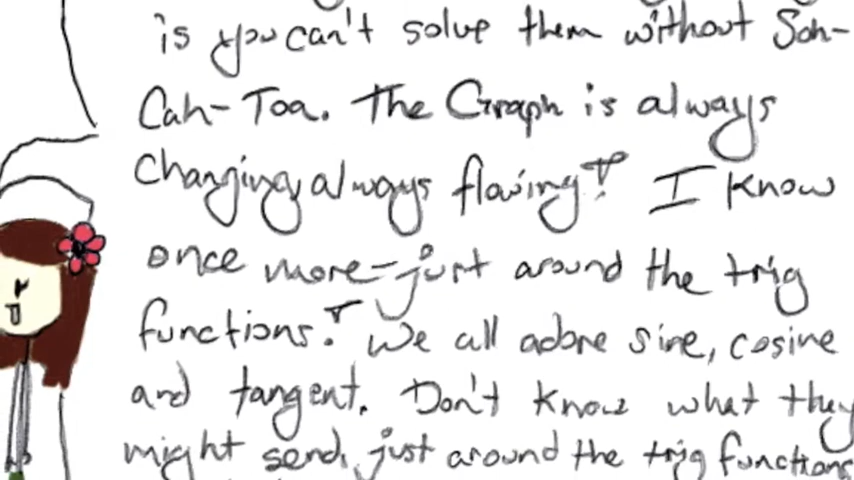 is you can't solve them without Soh-
Cah-Toa. The Graph is always
changing, always flowing! I know
once more - just around the trig
functions. We all adore sine, cosine
and tangent. Don't know what they
might send, just around the trig functions